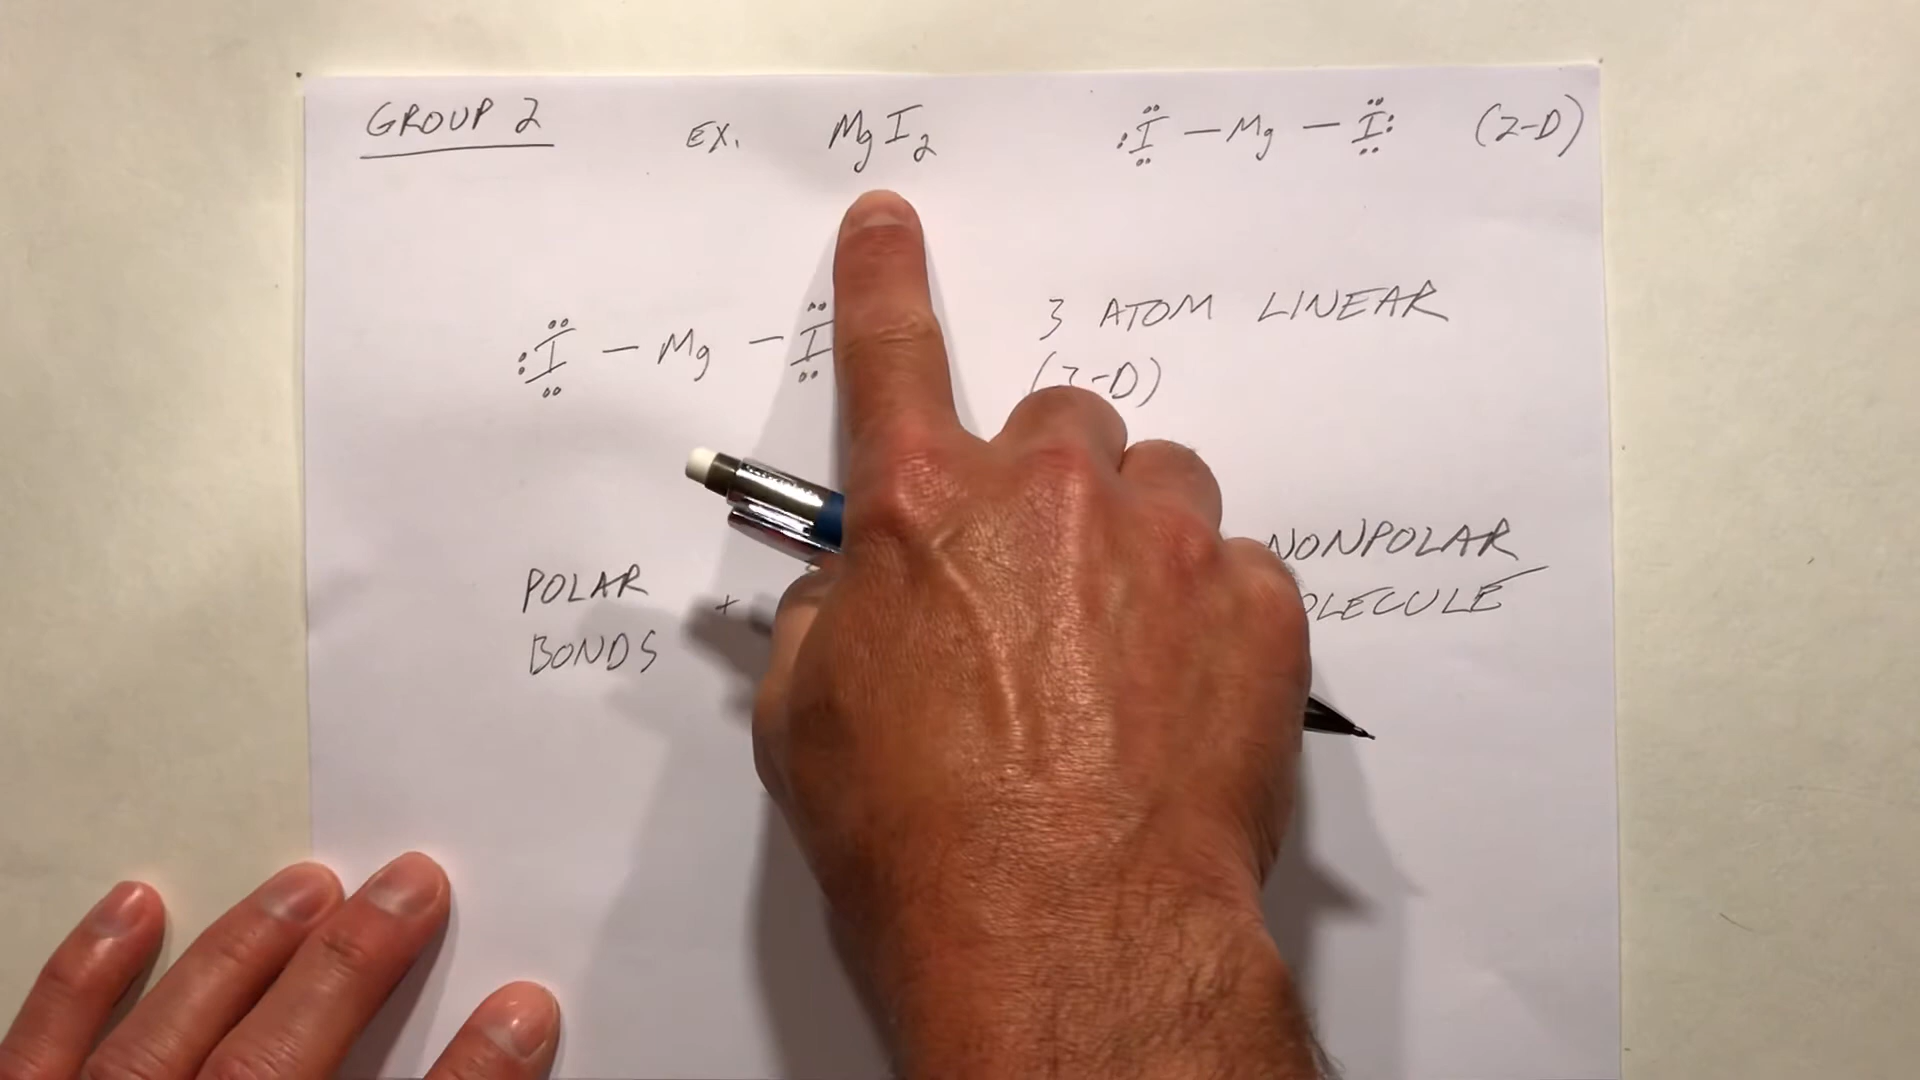 GROUP 2 EX. MgI2 :I — Mg — I: (2-D)
:I — Mg — I 3 ATOM LINEAR
(3-D)
POLAR + NONPOLAR
BONDS OLECULE